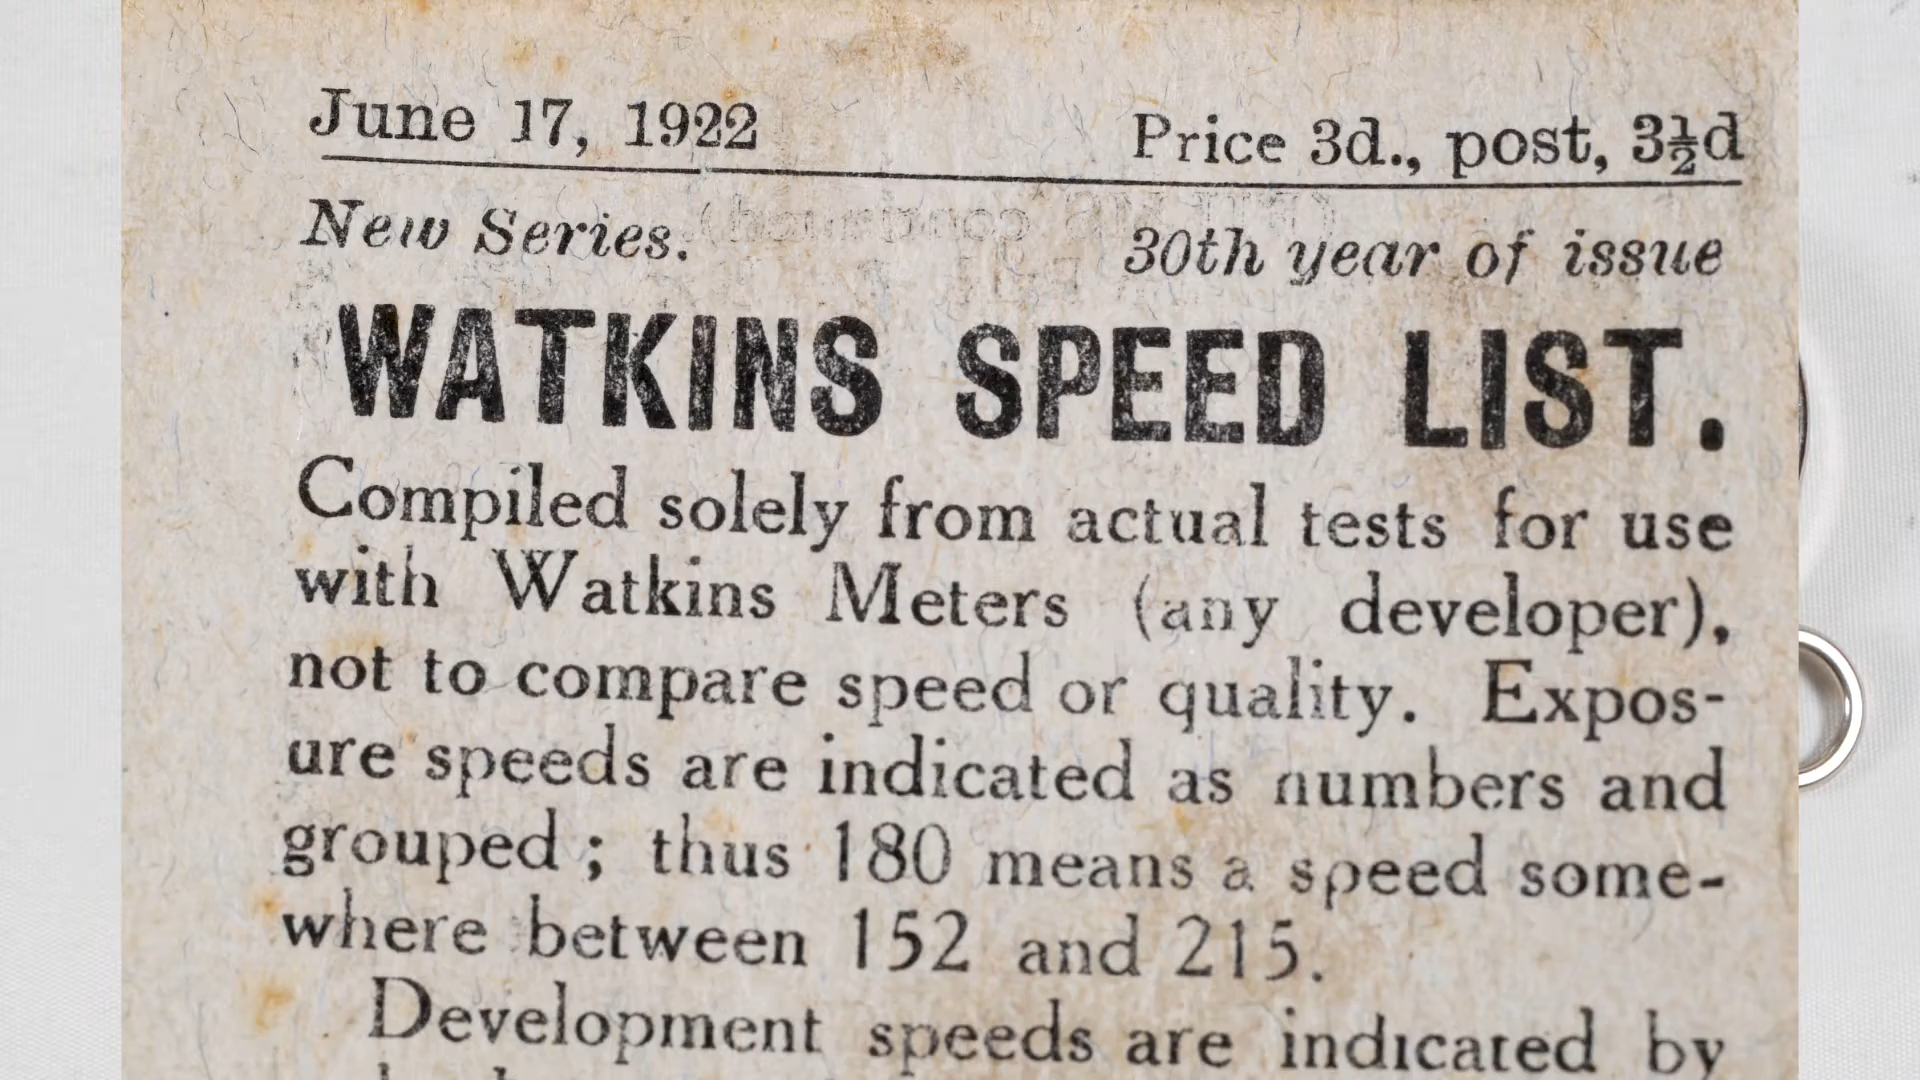 June 17, 1922 Price 3d., post, 3½d
New Series. 30th year of issue
WATKINS SPEED LIST.
Compiled solely from actual tests for use
with Watkins Meters (any developer),
not to compare speed or quality. Expos-
ure speeds are indicated as numbers and
grouped ; thus 180 means a speed some-
where between 152 and 215.
Development speeds are indicated by